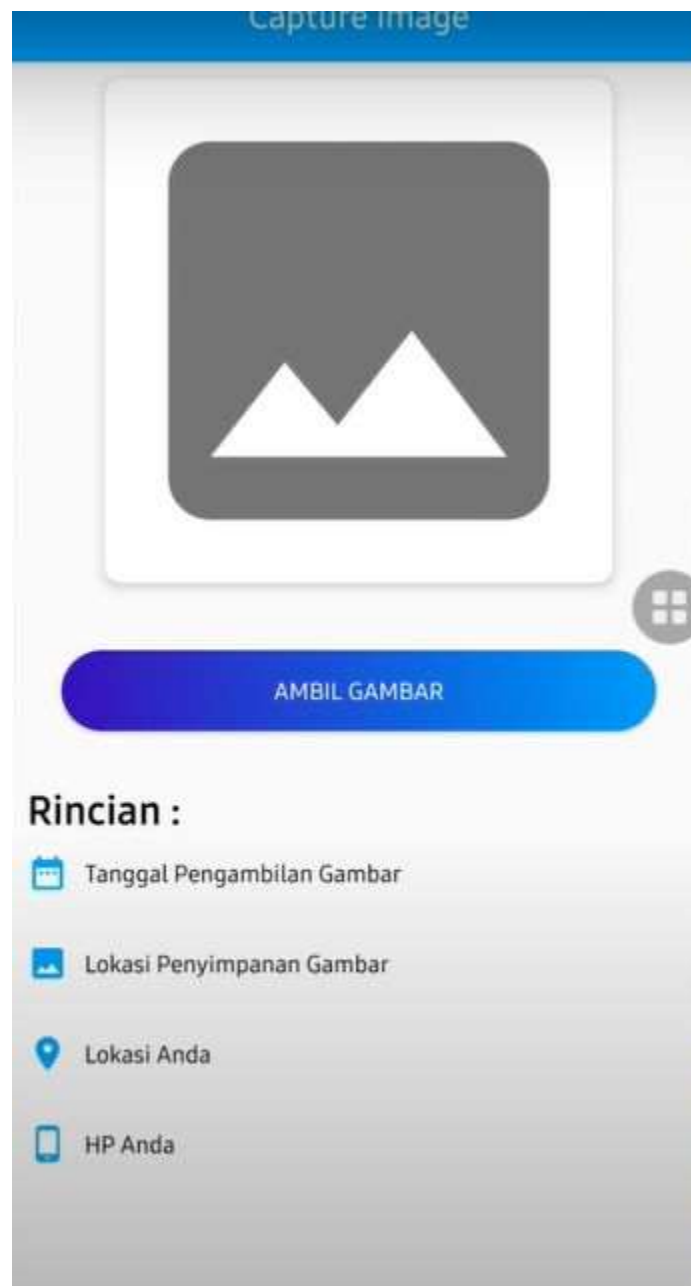 Capture Image
AMBIL GAMBAR
Rincian :
Tanggal Pengambilan Gambar
Lokasi Penyimpanan Gambar
Lokasi Anda
HP Anda